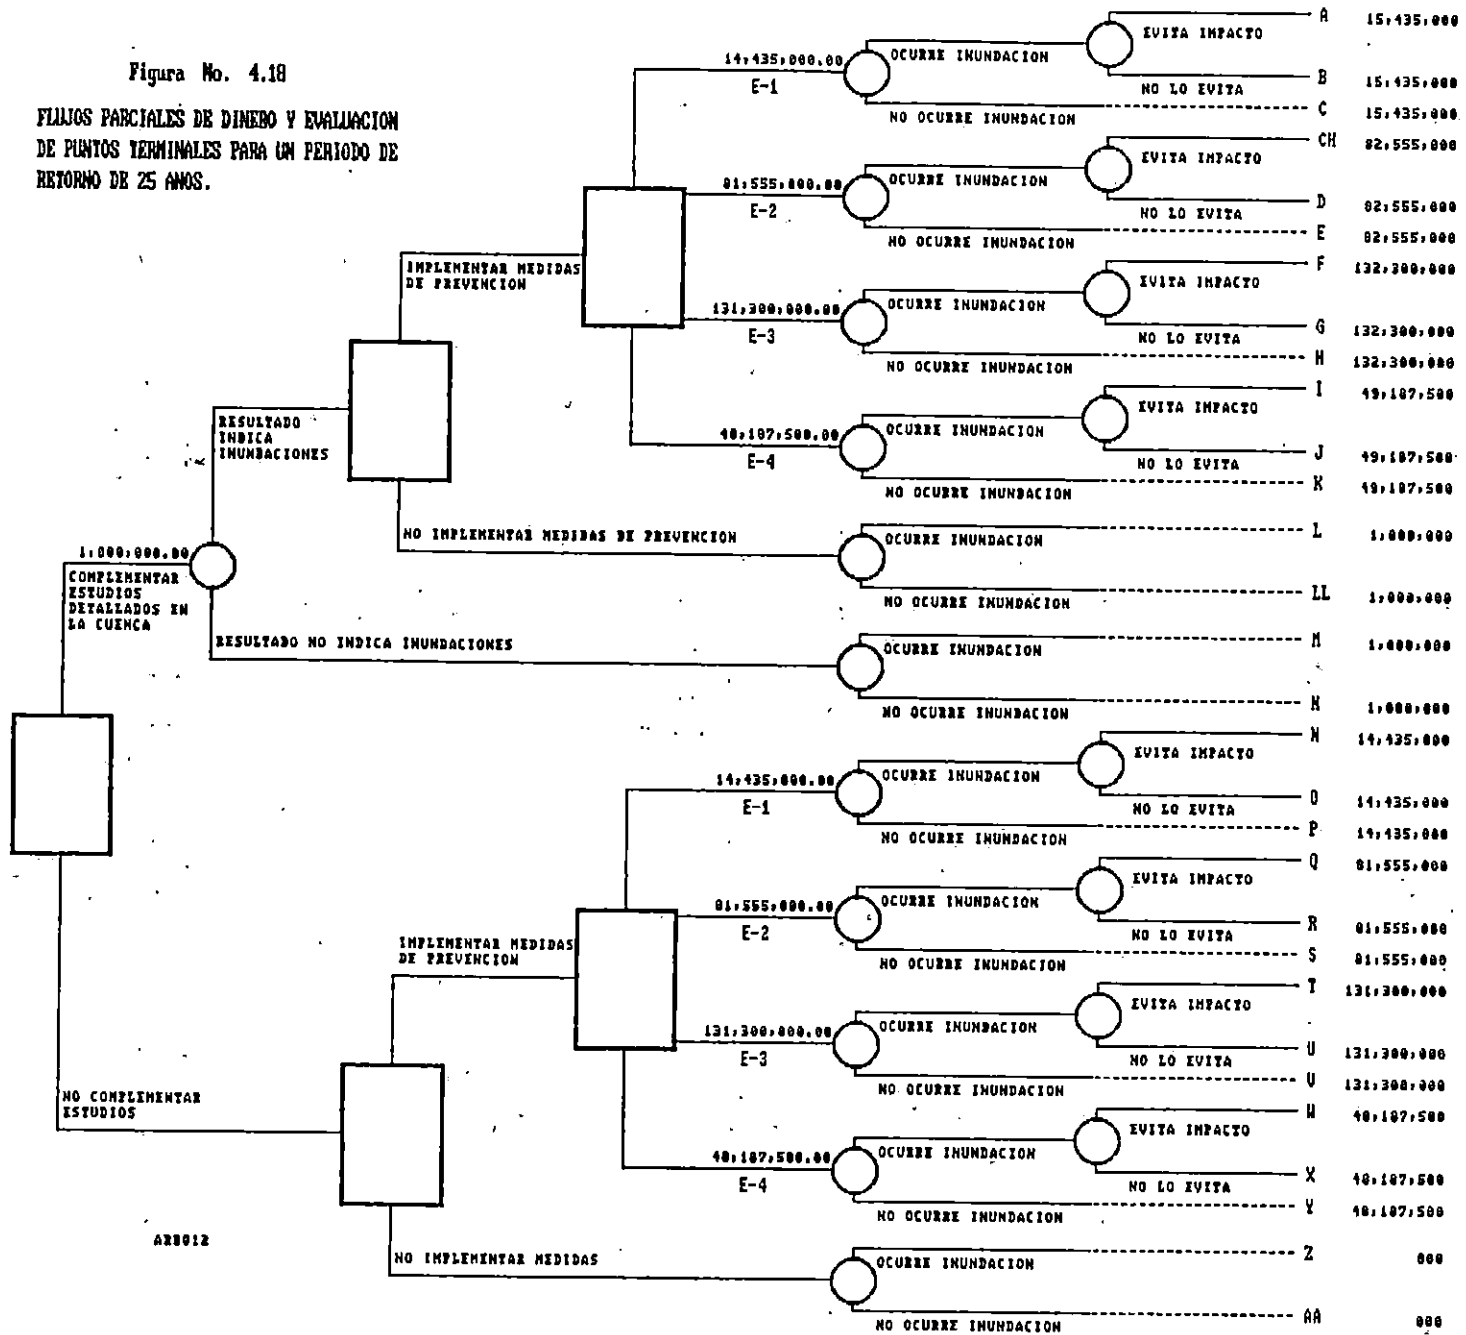 Figura No. 4.18
FLUJOS PARCIALES DE DINERO Y EVALUACION
DE PUNTOS TERMINALES PARA UN PERIODO DE
RETORNO DE 25 ANOS.
A 15,435,000
EVITA IMPACTO
14,435,000.00
OCURRE INUNDACION
E-1
NO LO EVITA
B 15,435,000
NO OCURRE INUNDACION
C 15,435,000
CH 82,555,000
EVITA IMPACTO
81,555,000.00
OCURRE INUNDACION
E-2
NO LO EVITA
D 82,555,000
NO OCURRE INUNDACION
E 82,555,000
IMPLEMENTAR MEDIDAS
DE PREVENCION
F 132,300,000
EVITA IMPACTO
131,300,000.00
OCURRE INUNDACION
E-3
NO LO EVITA
G 132,300,000
NO OCURRE INUNDACION
H 132,300,000
I 49,187,500
EVITA IMPACTO
RESULTADO
INDICA
INUNDACIONES
48,187,500.00
OCURRE INUNDACION
E-4
NO LO EVITA
J 49,187,500
NO OCURRE INUNDACION
K 49,187,500
NO IMPLEMENTAR MEDIDAS DE PREVENCION
OCURRE INUNDACION
L 1,000,000
1,000,000.00
COMPLEMENTAR
ESTUDIOS
DETALLADOS EN
LA CUENCA
NO OCURRE INUNDACION
LL 1,000,000
RESULTADO NO INDICA INUNDACIONES
OCURRE INUNDACION
M 1,000,000
NO OCURRE INUNDACION
N 1,000,000
N 14,435,000
EVITA IMPACTO
14,435,000.00
OCURRE INUNDACION
E-1
NO LO EVITA
O 14,435,000
NO OCURRE INUNDACION
P 14,435,000
Q 81,555,000
EVITA IMPACTO
81,555,000.00
OCURRE INUNDACION
E-2
NO LO EVITA
R 81,555,000
NO OCURRE INUNDACION
S 81,555,000
IMPLEMENTAR MEDIDAS
DE PREVENCION
T 131,300,000
EVITA IMPACTO
131,300,000.00
OCURRE INUNDACION
E-3
NO LO EVITA
U 131,300,000
NO OCURRE INUNDACION
V 131,300,000
NO COMPLEMENTAR
ESTUDIOS
W 48,187,500
EVITA IMPACTO
48,187,500.00
OCURRE INUNDACION
E-4
NO LO EVITA
X 48,187,500
NO OCURRE INUNDACION
Y 48,187,500
ARB012
NO IMPLEMENTAR MEDIDAS
OCURRE INUNDACION
Z 000
NO OCURRE INUNDACION
AA 000